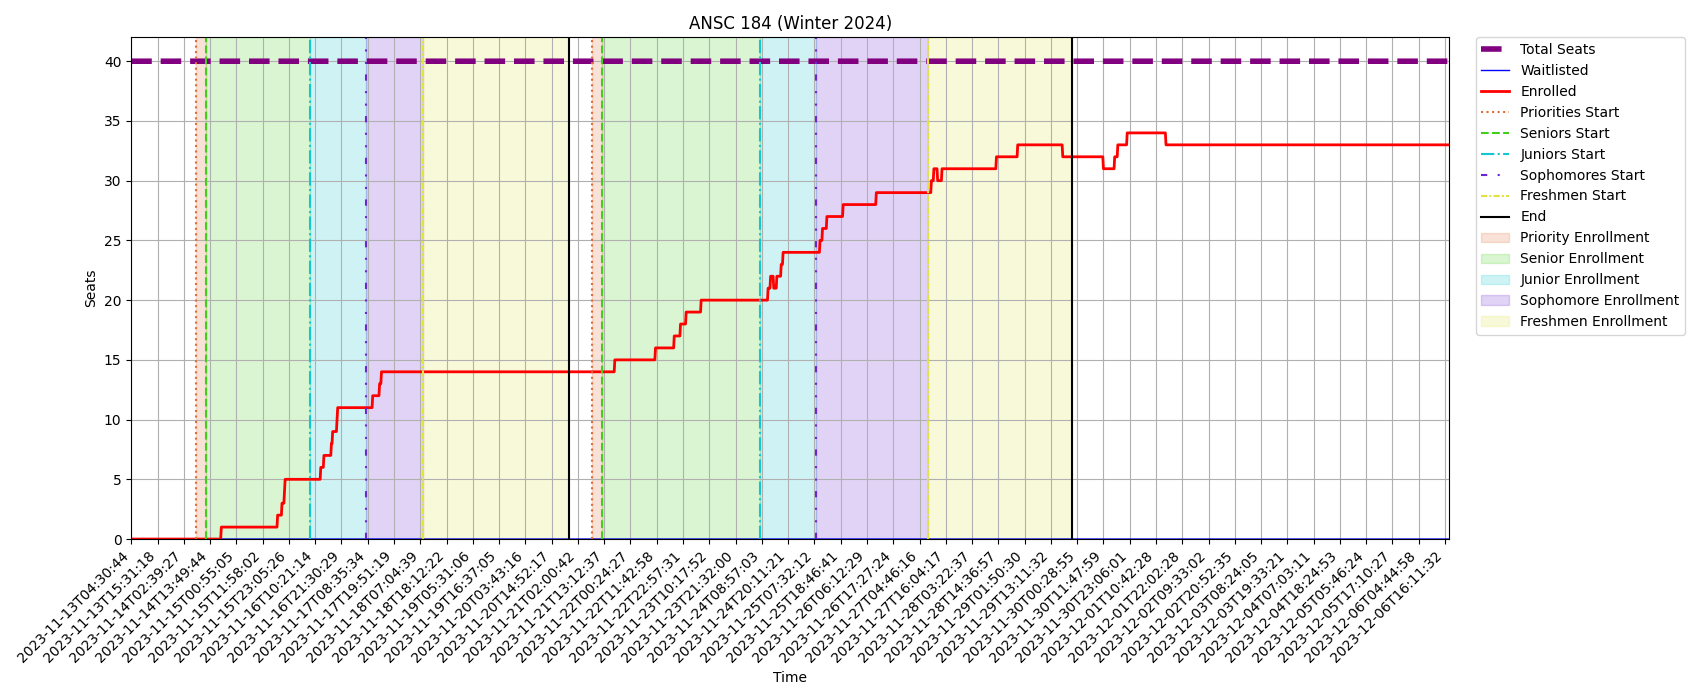 ANSC 184 (Winter 2024)
Total Seats
Waitlisted
Enrolled
Priorities Start
Seniors Start
Juniors Start
Sophomores Start
Freshmen Start
End
Priority Enrollment
Senior Enrollment
Junior Enrollment
Sophomore Enrollment
Freshmen Enrollment
Seats
40
35
30
25
20
15
10
5
0
2023-11-13T04:30:44
2023-11-13T15:31:18
2023-11-14T02:39:27
2023-11-14T13:49:44
2023-11-15T00:55:05
2023-11-15T11:58:02
2023-11-15T23:05:26
2023-11-16T10:21:14
2023-11-16T21:30:29
2023-11-17T08:35:34
2023-11-17T19:51:19
2023-11-18T07:04:39
2023-11-18T18:12:22
2023-11-19T05:31:06
2023-11-19T16:37:05
2023-11-20T03:43:16
2023-11-20T14:52:17
2023-11-21T02:00:42
2023-11-21T13:12:37
2023-11-22T00:24:27
2023-11-22T11:42:58
2023-11-22T22:57:31
2023-11-23T10:17:52
2023-11-23T21:32:00
2023-11-24T08:57:03
2023-11-24T20:11:21
2023-11-25T07:32:12
2023-11-25T18:46:41
2023-11-26T06:12:29
2023-11-26T17:27:24
2023-11-27T04:46:16
2023-11-27T16:04:17
2023-11-28T03:22:37
2023-11-28T14:36:57
2023-11-29T01:50:30
2023-11-29T13:11:32
2023-11-30T00:28:55
2023-11-30T11:47:59
2023-11-30T23:06:01
2023-12-01T10:42:28
2023-12-01T22:02:28
2023-12-02T09:33:02
2023-12-02T20:52:35
2023-12-03T08:24:05
2023-12-03T19:33:21
2023-12-04T07:03:11
2023-12-04T18:24:53
2023-12-05T05:46:24
2023-12-05T17:10:27
2023-12-06T04:44:58
2023-12-06T16:11:32
Time